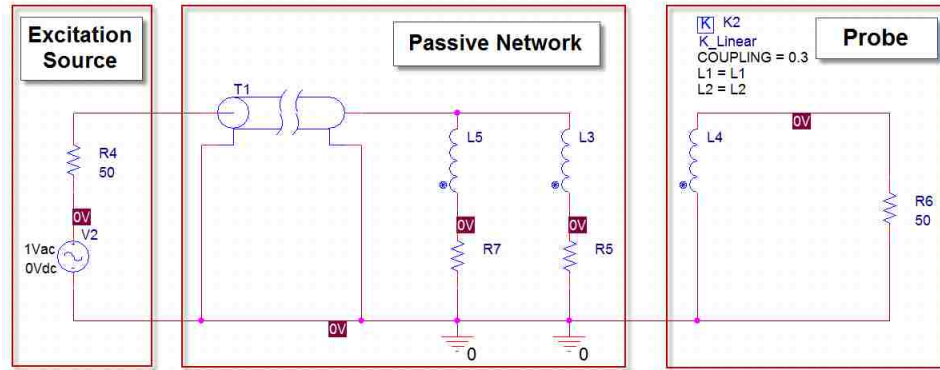 Excitation
Source
Passive Network
K K2
K_Linear
COUPLING = 0.3
L1 = L1
L2 = L2
Probe
T1
R4
50
0V
V2
1Vac
0Vdc
L5
L3
0V
0V
R7
R5
0V
0
0
L4
0V
R6
50